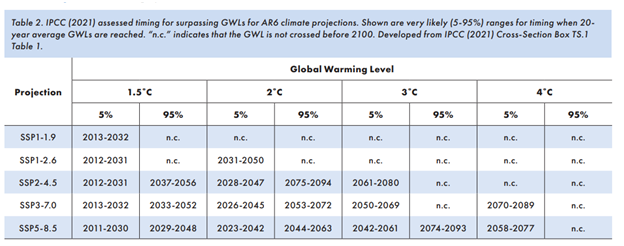 Table 2. IPCC (2021) assessed timing for surpassing GWLs for AR6 climate projections. Shown are very likely (5-95%) ranges for timing when 20-
year average GWLs are reached. “n.c.” indicates that the GWL is not crossed before 2100. Developed from IPCC (2021) Cross-Section Box TS.1
Table 1.
Global Warming Level
Projection 1.5˚C 2˚C 3˚C 4˚C
5% 95% 5% 95% 5% 95% 5% 95%
SSP1-1.9 2013-2032 n.c. n.c. n.c. n.c. n.c. n.c. n.c.
SSP1-2.6 2012-2031 n.c. 2031-2050 n.c. n.c. n.c. n.c. n.c.
SSP2-4.5 2012-2031 2037-2056 2028-2047 2075-2094 2061-2080 n.c. n.c. n.c.
SSP3-7.0 2013-2032 2033-2052 2026-2045 2053-2072 2050-2069 n.c. 2070-2089 n.c.
SSP5-8.5 2011-2030 2029-2048 2023-2042 2044-2063 2042-2061 2074-2093 2058-2077 n.c.